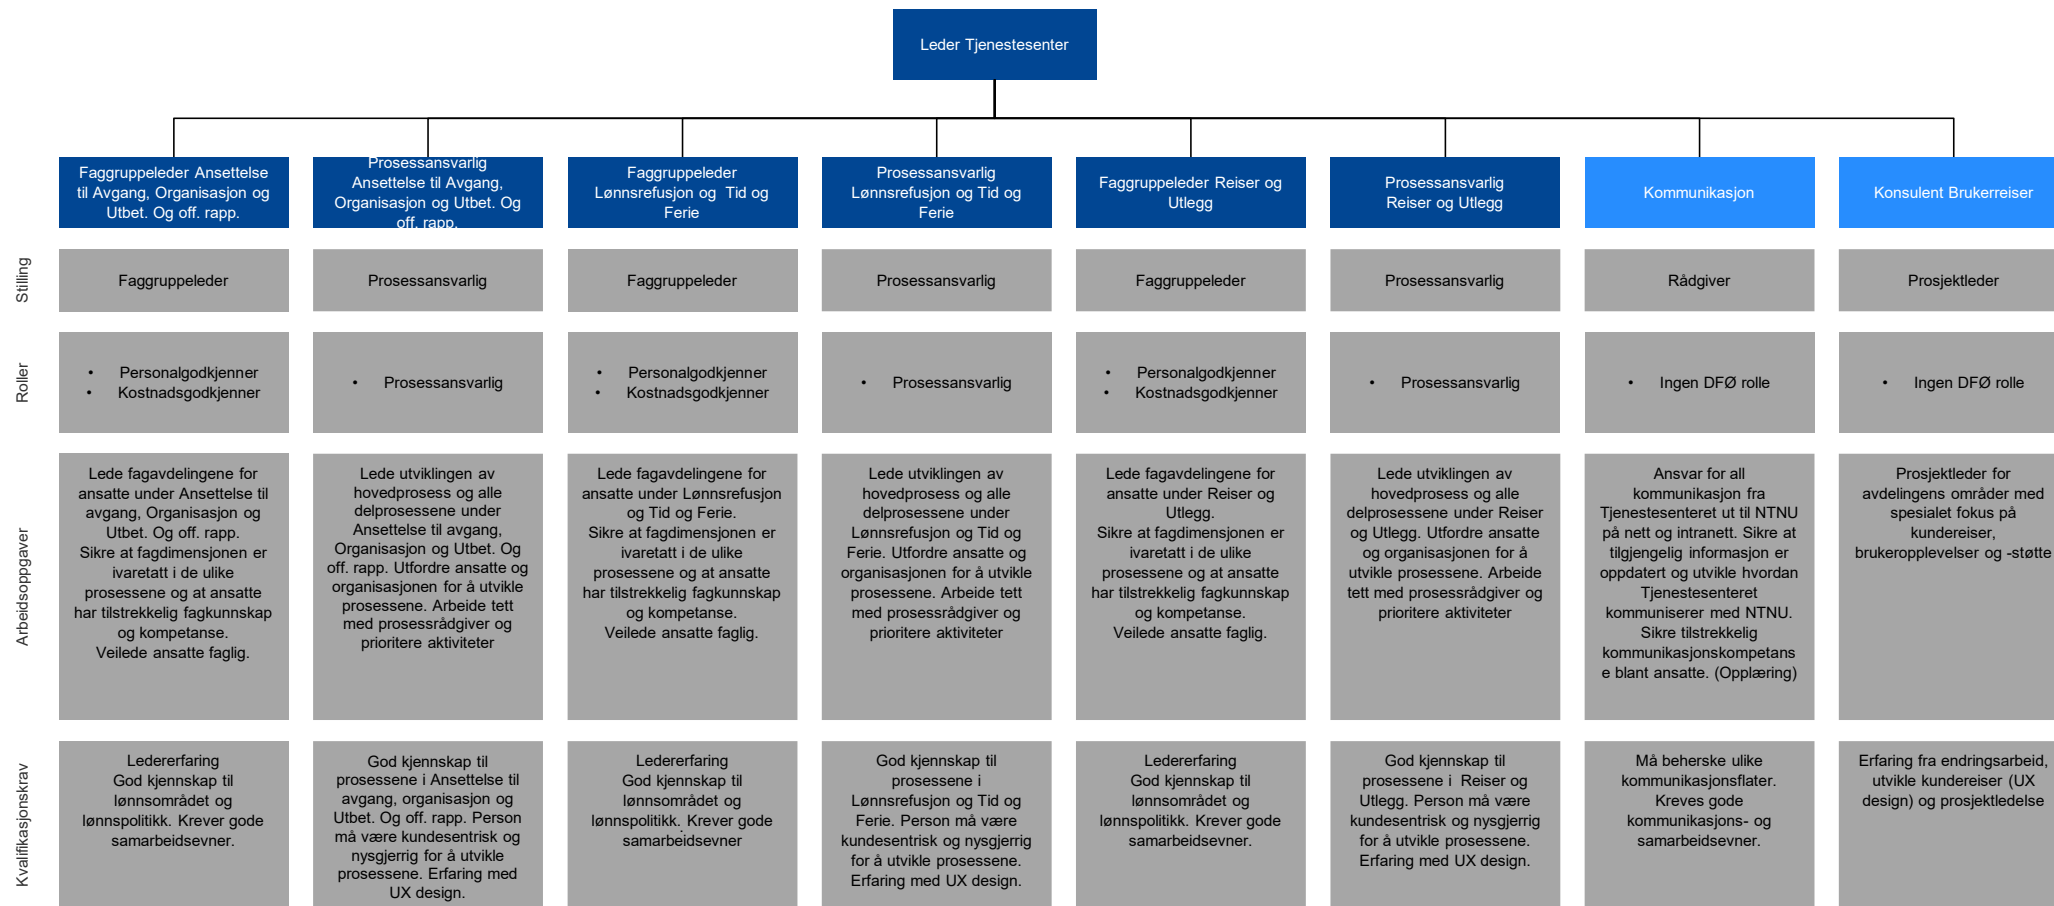 Leder Tjenestesenter
Faggruppeleder Ansettelse
til Avgang, Organisasjon og
Utbet. Og off. rapp.
Prosessansvarlig
Ansettelse til Avgang,
Organisasjon og Utbet. Og
off. rapp.
Faggruppeleder
Lønnsrefusjon og  Tid og
Ferie
Prosessansvarlig
Lønnsrefusjon og Tid og
Ferie
Faggruppeleder Reiser og
Utlegg
Prosessansvarlig
Reiser og Utlegg
Kommunikasjon
Konsulent Brukerreiser
Stilling
Faggruppeleder
Prosessansvarlig
Faggruppeleder
Prosessansvarlig
Faggruppeleder
Prosessansvarlig
Rådgiver
Prosjektleder
Roller
• Personalgodkjenner
• Kostnadsgodkjenner
• Prosessansvarlig
• Personalgodkjenner
• Kostnadsgodkjenner
• Prosessansvarlig
• Personalgodkjenner
• Kostnadsgodkjenner
• Prosessansvarlig
• Ingen DFØ rolle
• Ingen DFØ rolle
Arbeidsoppgaver
Lede fagavdelingene for
ansatte under Ansettelse til
avgang, Organisasjon og
Utbet. Og off. rapp.
Sikre at fagdimensjonen er
ivaretatt i de ulike
prosessene og at ansatte
har tilstrekkelig fagkunnskap
og kompetanse.
Veilede ansatte faglig.
Lede utviklingen av
hovedprosess og alle
delprosessene under
Ansettelse til avgang,
Organisasjon og Utbet. Og
off. rapp. Utfordre ansatte og
organisasjonen for å utvikle
prosessene. Arbeide tett
med prosessrådgiver og
prioritere aktiviteter
Lede fagavdelingene for
ansatte under Lønnsrefusjon
og Tid og Ferie.
Sikre at fagdimensjonen er
ivaretatt i de ulike
prosessene og at ansatte
har tilstrekkelig fagkunnskap
og kompetanse.
Veilede ansatte faglig.
Lede utviklingen av
hovedprosess og alle
delprosessene under
Lønnsrefusjon og Tid og
Ferie. Utfordre ansatte og
organisasjonen for å utvikle
prosessene. Arbeide tett
med prosessrådgiver og
prioritere aktiviteter
Lede fagavdelingene for
ansatte under Reiser og
Utlegg.
Sikre at fagdimensjonen er
ivaretatt i de ulike
prosessene og at ansatte
har tilstrekkelig fagkunnskap
og kompetanse.
Veilede ansatte faglig.
Lede utviklingen av
hovedprosess og alle
delprosessene under Reiser
og Utlegg. Utfordre ansatte
og organisasjonen for å
utvikle prosessene. Arbeide
tett med prosessrådgiver og
prioritere aktiviteter
Ansvar for all
kommunikasjon fra
Tjenestesenteret ut til NTNU
på nett og intranett. Sikre at
tilgjengelig informasjon er
oppdatert og utvikle hvordan
Tjenestesenteret
kommuniserer med NTNU.
Sikre tilstrekkelig
kommunikasjonskompetans
e blant ansatte. (Opplæring)
Prosjektleder for
avdelingens områder med
spesialet fokus på
kundereiser,
brukeropplevelser og -støtte
Kvalifikasjonskrav
Ledererfaring
God kjennskap til
lønnsområdet og
lønnspolitikk. Krever gode
samarbeidsevner.
God kjennskap til
prosessene i Ansettelse til
avgang, organisasjon og
Utbet. Og off. rapp. Person
må være kundesentrisk og
nysgjerrig for å utvikle
prosessene. Erfaring med
UX design.
Ledererfaring
God kjennskap til
lønnsområdet og
lønnspolitikk. Krever gode
samarbeidsevner
.
God kjennskap til
prosessene i
Lønnsrefusjon og Tid og
Ferie. Person må være
kundesentrisk og nysgjerrig
for å utvikle prosessene.
Erfaring med UX design.
Ledererfaring
God kjennskap til
lønnsområdet og
lønnspolitikk. Krever gode
samarbeidsevner.
God kjennskap til
prosessene i  Reiser og
Utlegg. Person må være
kundesentrisk og nysgjerrig
for å utvikle prosessene.
Erfaring med UX design.
Må beherske ulike
kommunikasjonsflater.
Kreves gode
kommunikasjons- og
samarbeidsevner.
Erfaring fra endringsarbeid,
utvikle kundereiser (UX
design) og prosjektledelse